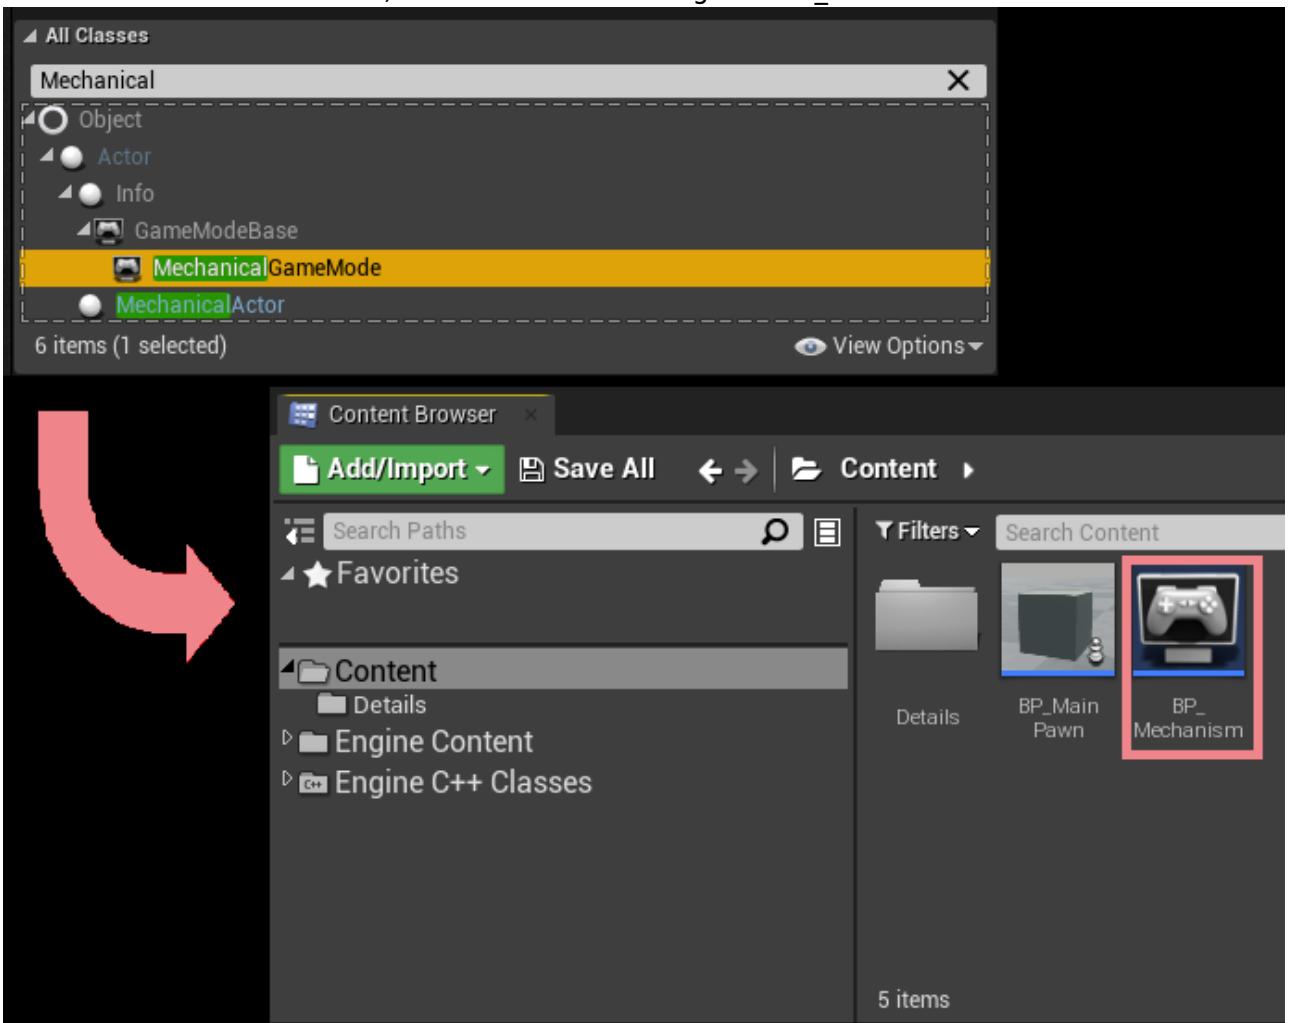 All Classes
Mechanical
Object
Actor
Info
GameModeBase
MechanicalGameMode
MechanicalActor
6 items (1 selected)
View Options
Content Browser
Add/Import
Save All
Content
Search Paths
Filters
Search Content
Favorites
Content
Details
Engine Content
C++
Engine C++ Classes
Details
BP_Main
Pawn
BP_
Mechanism
5 items